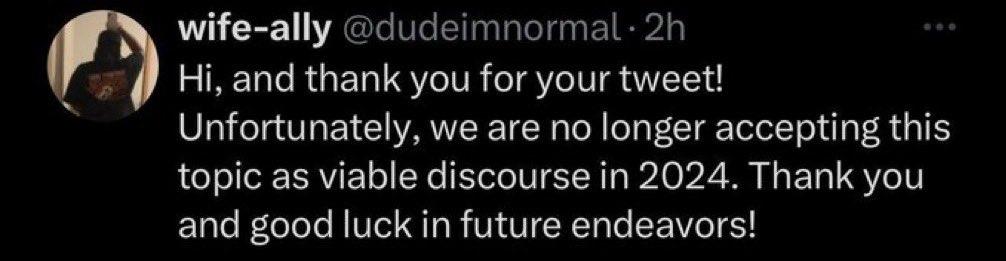 wife-ally @dudeimnormal · 2h
Hi, and thank you for your tweet!
Unfortunately, we are no longer accepting this
topic as viable discourse in 2024. Thank you
and good luck in future endeavors!